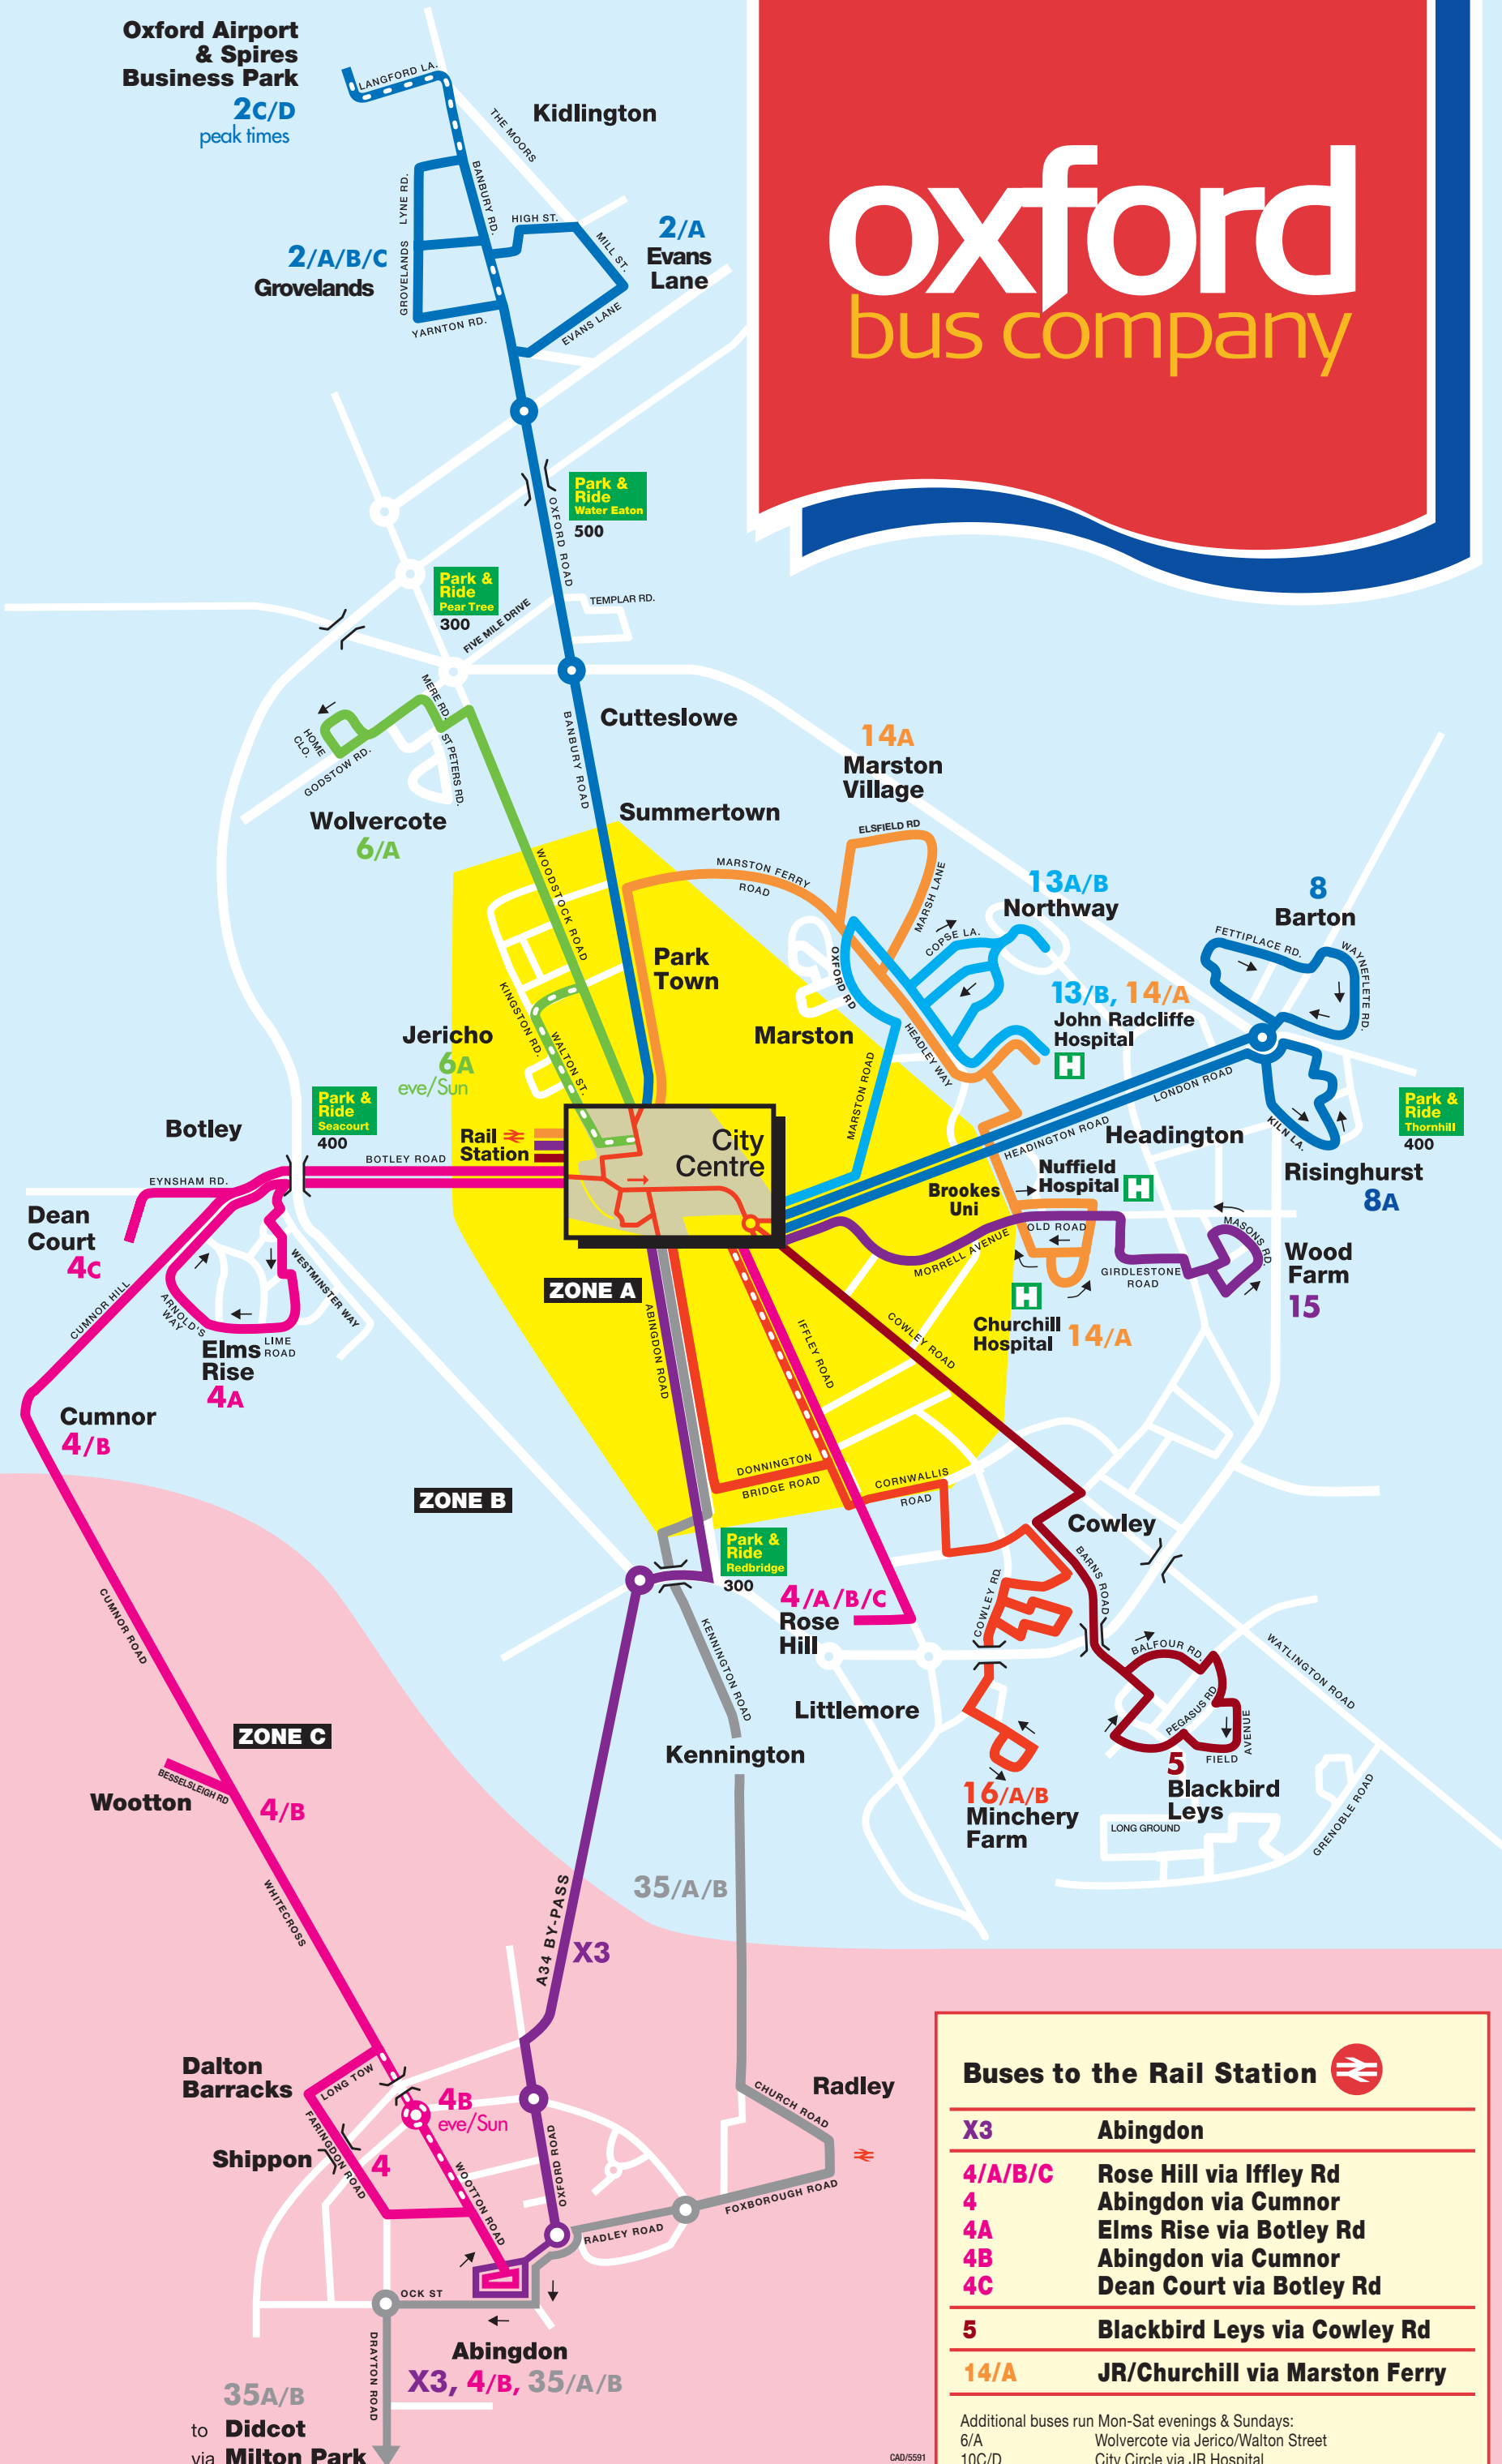 Oxford Airport
& Spires
Business Park
2C/D
peak times
LANGFORD LA.
Kidlington
THE MOORS
LYNE RD.
BANBURY RD.
HIGH ST.
MILL ST.
2/A
Evans
Lane
2/A/B/C
Grovelands
GROVELANDS
YARNTON RD.
EVANS LANE
oxford
bus company
Park &
Ride
Water Eaton
500
OXFORD ROAD
Park &
Ride
Pear Tree
300
FIVE MILE DRIVE
TEMPLAR RD.
MERE RD.
HOME
CLO.
GODSTOW RD.
ST PETERS RD.
BANBURY ROAD
Cutteslowe
Wolvercote
6/A
Summertown
14A
Marston
Village
ELSFIELD RD
MARSTON FERRY
ROAD
MARSH LANE
WOODSTOCK ROAD
13A/B
Northway
COPSE LA.
8
Barton
FETTIPLACE RD.
WAYNEFLETE RD.
Park
Town
OXFORD RD
KINGSTON RD.
WALTON ST.
Jericho
6A
eve/Sun
Marston
HEADLEY WAY
13/B, 14/A
John Radcliffe
Hospital
H
MARSTON ROAD
LONDON ROAD
HEADINGTON ROAD
Headington
KILN LA.
Park &
Ride
Thornhill
400
Risinghurst
8A
Park &
Ride
Seacourt
400
Botley
BOTLEY ROAD
Rail
Station
City
Centre
EYNSHAM RD.
Dean
Court
4C
CUMNOR HILL
ARNOLD'S
WAY
WESTMINSTER WAY
LIME
ROAD
Elms
Rise
4A
Cumnor
4/B
Nuffield
Hospital
H
Brookes
Uni
OLD ROAD
MORRELL AVENUE
GIRDLESTONE
ROAD
MASONS RD.
Wood
Farm
15
H
Churchill
Hospital
14/A
ZONE A
ABINGDON ROAD
IFFLEY ROAD
COWLEY ROAD
DONNINGTON
BRIDGE ROAD
CORNWALLIS
ROAD
ZONE B
Park &
Ride
Redbridge
300
Cowley
BARNS ROAD
COWLEY RD.
4/A/B/C
Rose
Hill
KENNINGTON ROAD
BALFOUR RD.
PEGASUS RD
FIELD
AVENUE
WATLINGTON ROAD
Littlemore
Kennington
5
Blackbird
Leys
16/A/B
Minchery
Farm
LONG GROUND
GRENOBLE ROAD
CUMNOR ROAD
ZONE C
BESSELSLEIGH RD
Wootton
4/B
WHITECROSS
35/A/B
A34 BY-PASS
X3
Dalton
Barracks
LONG TOW
4B
eve/Sun
FARINGDON ROAD
Shippon
4
WOOTTON ROAD
OXFORD ROAD
Radley
CHURCH ROAD
FOXBOROUGH ROAD
RADLEY ROAD
OCK ST
DRAYTON ROAD
Abingdon
X3, 4/B, 35/A/B
35A/B
to Didcot
via Milton Park
CAD/5591
Buses to the Rail Station
X3 Abingdon
4/A/B/C Rose Hill via Iffley Rd
4 Abingdon via Cumnor
4A Elms Rise via Botley Rd
4B Abingdon via Cumnor
4C Dean Court via Botley Rd
5 Blackbird Leys via Cowley Rd
14/A JR/Churchill via Marston Ferry
Additional buses run Mon-Sat evenings & Sundays:
6/A Wolvercote via Jerico/Walton Street
10C/D City Circle via JR Hospital